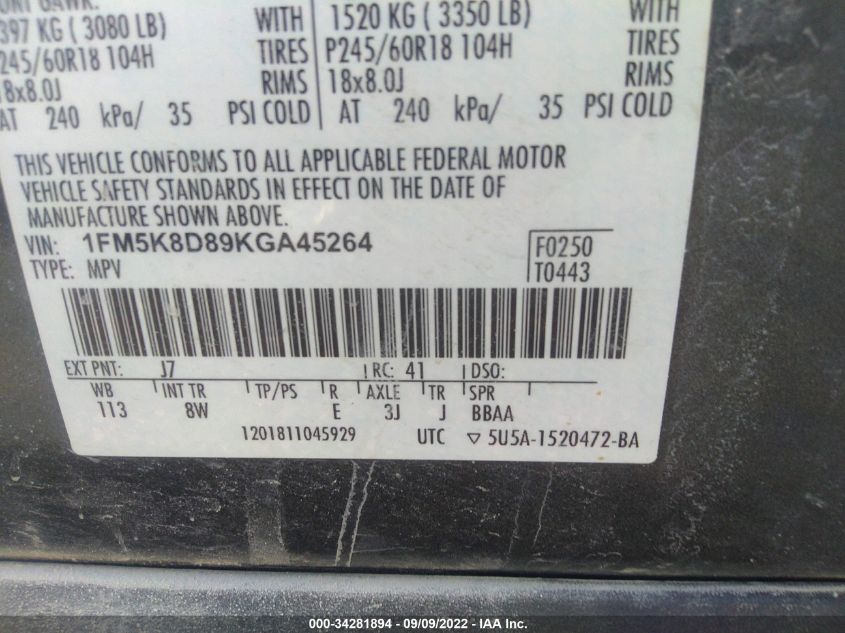 397 KG ( 3080 LB) WITH 1520 KG ( 3350 LB) WITH
245/60R18 104H TIRES P245/60R18 104H TIRES
18x8.0J RIMS 18x8.0J RIMS
AT 240 kPa/ 35 PSI COLD AT 240 kPa/ 35 PSI COLD
THIS VEHICLE CONFORMS TO ALL APPLICABLE FEDERAL MOTOR
VEHICLE SAFETY STANDARDS IN EFFECT ON THE DATE OF
MANUFACTURE SHOWN ABOVE.
VIN: 1FM5K8D89KGA45264 F0250
TYPE: MPV T0443
EXT PNT: J7 RC: 41 DSO:
WB INT TR TP/PS R AXLE TR SPR
113 8W E 3J J BBAA
1201811045929 UTC ▽ 5U5A-1520472-BA
000-34281894 - 09/09/2022 - IAA Inc.